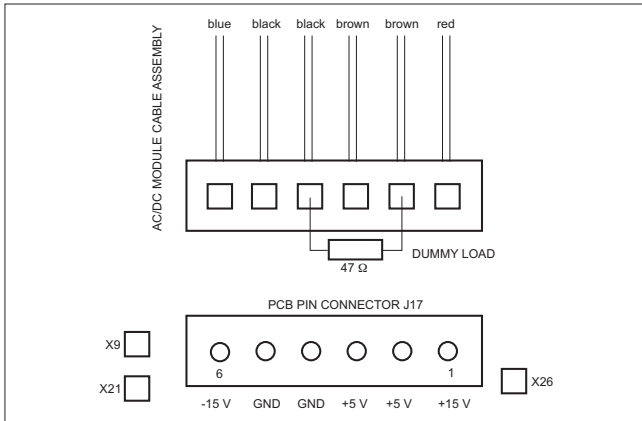 blue black black brown brown red
AC/DC MODULE CABLE ASSEMBLY
DUMMY LOAD
47 Ω
PCB PIN CONNECTOR J17
X9
6 1
X21
X26
-15 V GND GND +5 V +5 V +15 V